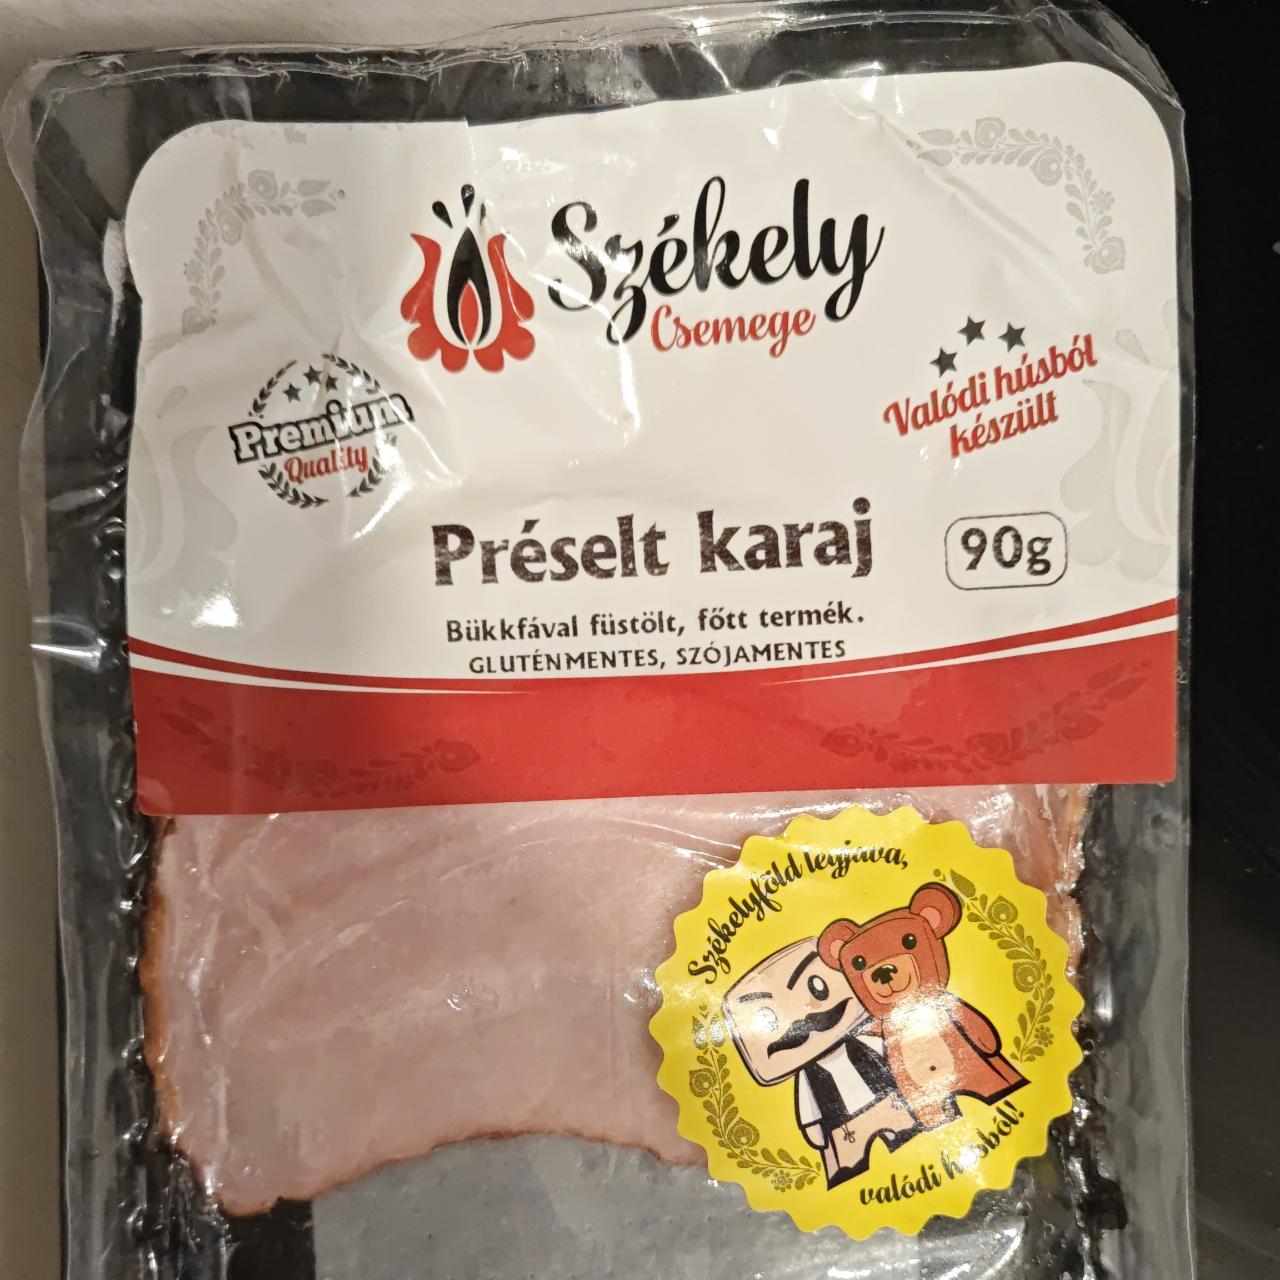 Székely
Csemege
Premium
Quality
Valódi húsból
készült
Préselt karaj
90g
Bükkfával füstölt, főtt termék.
GLUTÉNMENTES, SZÓJAMENTES
Székelyföld legjava,
valódi húsból!